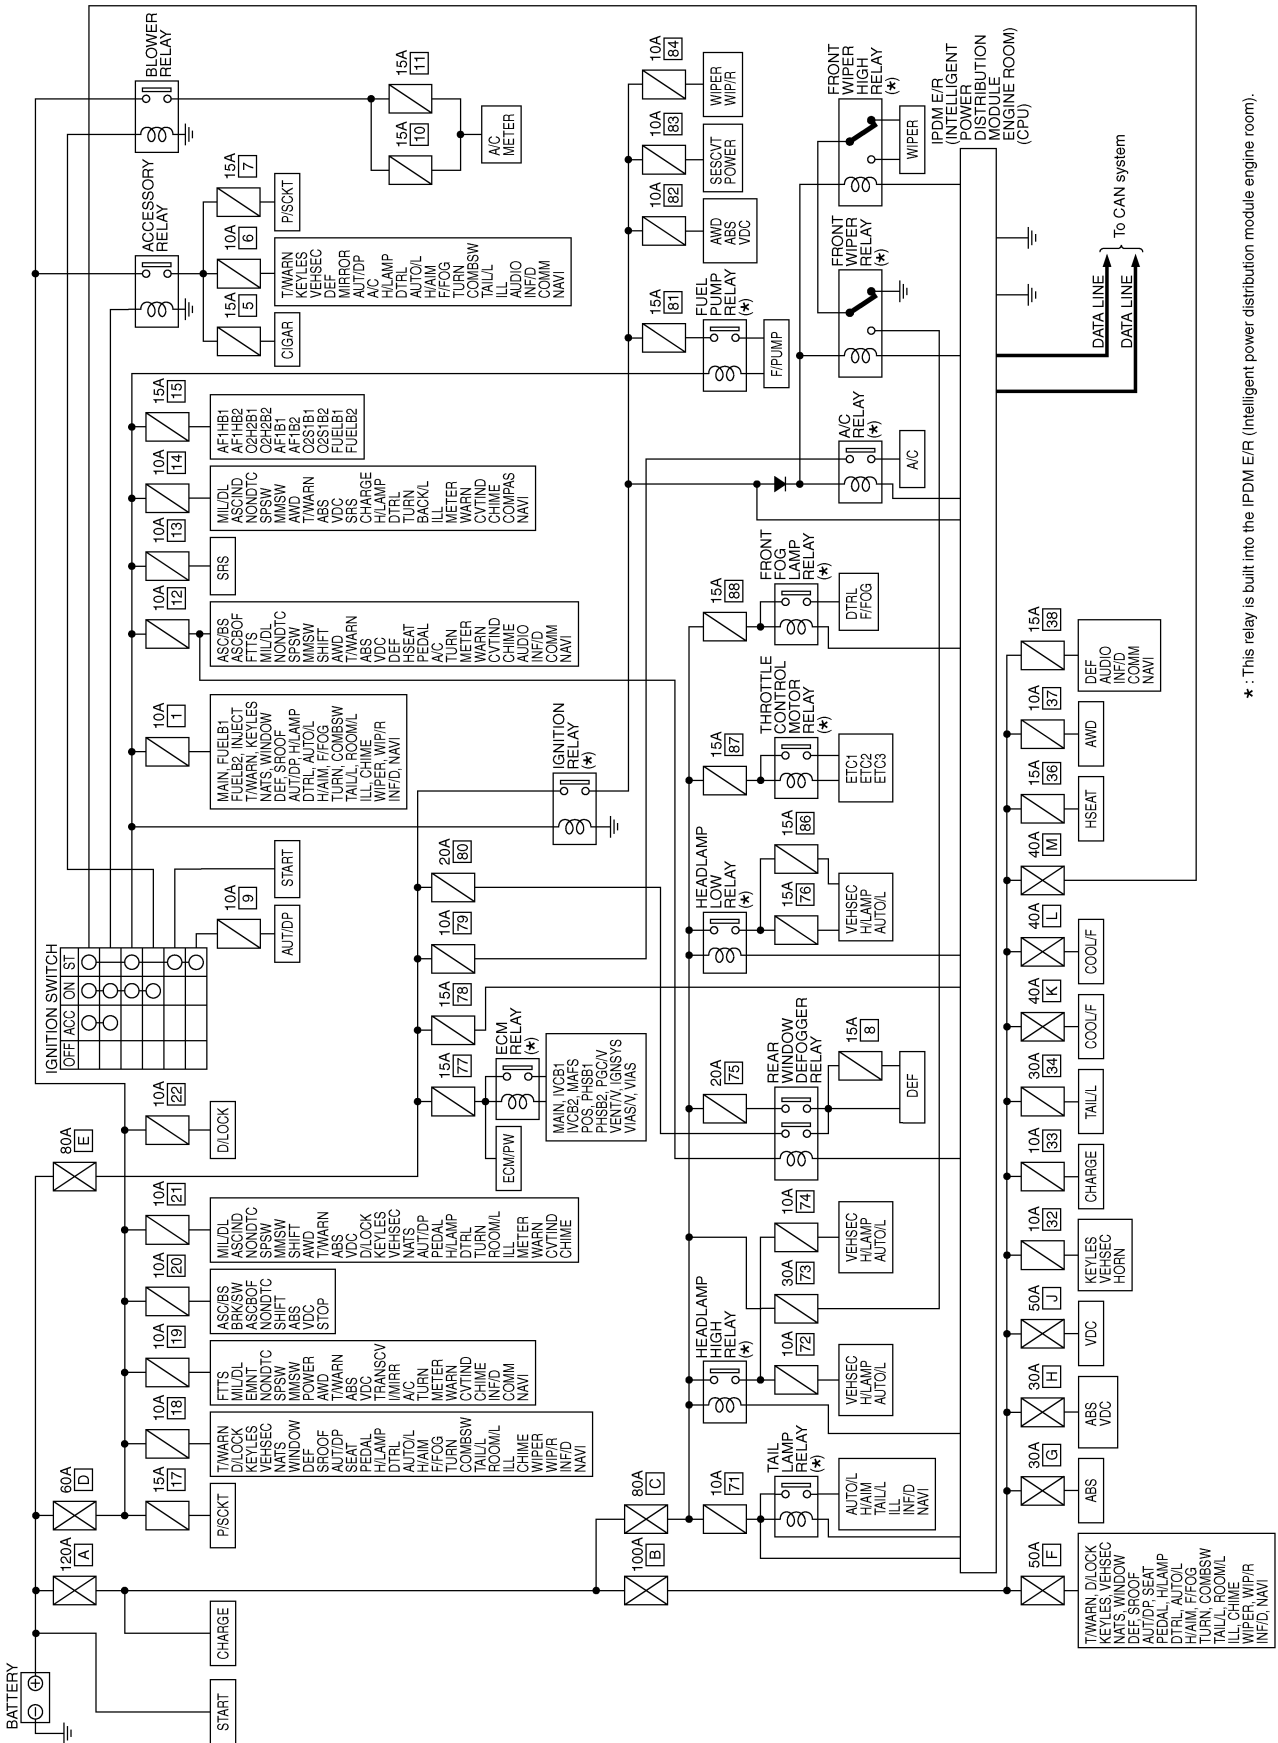 BATTERY
START
CHARGE
120A
A
60A
D
80A
E
15A
17
P/SCKT
10A
18
T/WARN
D/LOCK
KEYLES
VEHSEC
NATS
WINDOW
DEF
SROOF
AUT/DP
SEAT
PEDAL
H/LAMP
DTRL
AUTO/L
H/AIM
F/FOG
TURN
COMBSW
TAIL/L
ROOM/L
ILL
CHIME
WIPER
WIP/R
INF/D
NAVI
10A
19
FTTS
MIL/DL
EMNT
NONDTC
SPSW
MMSW
POWER
AWD
T/WARN
ABS
VDC
TRANSCV
I/MIRR
A/C
TURN
METER
WARN
CVTIND
CHIME
INF/D
COMM
NAVI
10A
20
ASC/BS
BRK/SW
ASCBOF
NONDTC
SHIFT
ABS
VDC
STOP
10A
21
MIL/DL
ASCIND
NONDTC
SPSW
MMSW
SHIFT
AWD
T/WARN
ABS
VDC
D/LOCK
KEYLES
VEHSEC
NATS
AUT/DP
PEDAL
H/LAMP
DTRL
TURN
ROOM/L
ILL
METER
WARN
CVTIND
CHIME
10A
22
D/LOCK
IGNITION SWITCH
OFF ACC ON ST
10A
9
AUT/DP
START
10A
1
MAIN, FUELB1
FUELB2, INJECT
T/WARN, KEYLES
NATS, WINDOW
DEF, SROOF
AUT/DP, H/LAMP
DTRL, AUTO/L
H/AIM, F/FOG
TURN, COMBSW
TAIL/L, ROOM/L
ILL, CHIME
WIPER, WIP/R
INF/D, NAVI
10A
12
ASC/BS
ASCBOF
FTTS
MIL/DL
NONDTC
SPSW
MMSW
SHIFT
AWD
T/WARN
ABS
VDC
DEF
HSEAT
PEDAL
A/C
TURN
METER
WARN
CVTIND
CHIME
AUDIO
INF/D
COMM
NAVI
10A
13
SRS
10A
14
MIL/DL
ASCIND
NONDTC
SPSW
MMSW
AWD
T/WARN
ABS
VDC
SRS
CHARGE
H/LAMP
DTRL
TURN
BACK/L
ILL
METER
WARN
CVTIND
CHIME
COMPAS
NAVI
15A
15
AF1HB1
AF1HB2
O2H2B1
O2H2B2
AF1B1
AF1B2
O2S1B1
O2S1B2
FUELB1
FUELB2
ACCESSORY
RELAY
15A
5
CIGAR
10A
6
T/WARN
KEYLES
VEHSEC
DEF
MIRROR
AUT/DP
A/C
H/LAMP
DTRL
AUTO/L
H/AIM
F/FOG
TURN
COMBSW
TAIL/L
ILL
AUDIO
INF/D
COMM
NAVI
15A
7
P/SCKT
BLOWER
RELAY
15A
10
15A
11
A/C
METER
15A
77
ECM/PW
ECM
RELAY
(*)
MAIN, IVCB1
IVCB2, MAFS
POS, PHSB1
PHSB2, PGC/V
VENT/V, IGNSYS
VIAS/V, VIAS
15A
78
10A
79
20A
80
IGNITION
RELAY
(*)
15A
81
FUEL
PUMP
RELAY
(*)
F/PUMP
10A
82
AWD
ABS
VDC
10A
83
SESCVT
POWER
10A
84
WIPER
WIP/R
100A
B
80A
C
10A
71
TAIL
LAMP
RELAY
(*)
AUTO/L
H/AIM
TAIL/L
ILL
INF/D
NAVI
HEADLAMP
HIGH
RELAY
(*)
10A
72
VEHSEC
H/LAMP
AUTO/L
30A
73
10A
74
VEHSEC
H/LAMP
AUTO/L
20A
75
REAR
WINDOW
DEFOGGER
RELAY
15A
8
DEF
HEADLAMP
LOW
RELAY
(*)
15A
76
15A
86
VEHSEC
H/LAMP
AUTO/L
15A
87
THROTTLE
CONTROL
MOTOR
RELAY
(*)
ETC1
ETC2
ETC3
15A
88
FRONT
FOG
LAMP
RELAY
(*)
DTRL
F/FOG
A/C
RELAY
(*)
A/C
FRONT
WIPER
RELAY
(*)
FRONT
WIPER
HIGH
RELAY
(*)
WIPER
IPDM E/R
(INTELLIGENT
POWER
DISTRIBUTION
MODULE
ENGINE ROOM)
(CPU)
DATA LINE
DATA LINE
To CAN system
50A
F
T/WARN, D/LOCK
KEYLES, VEHSEC
NATS, WINDOW
DEF, SROOF
AUT/DP, SEAT
PEDAL, H/LAMP
DTRL, AUTO/L
H/AIM, F/FOG
TURN, COMBSW
TAIL/L, ROOM/L
ILL, CHIME
WIPER, WIP/R
INF/D, NAVI
30A
G
ABS
30A
H
ABS
VDC
50A
J
VDC
10A
32
KEYLES
VEHSEC
HORN
10A
33
CHARGE
30A
34
TAIL/L
40A
K
COOL/F
40A
L
COOL/F
40A
M
15A
36
HSEAT
10A
37
AWD
15A
38
DEF
AUDIO
INF/D
COMM
NAVI
* : This relay is built into the IPDM E/R (Intelligent power distribution module engine room).